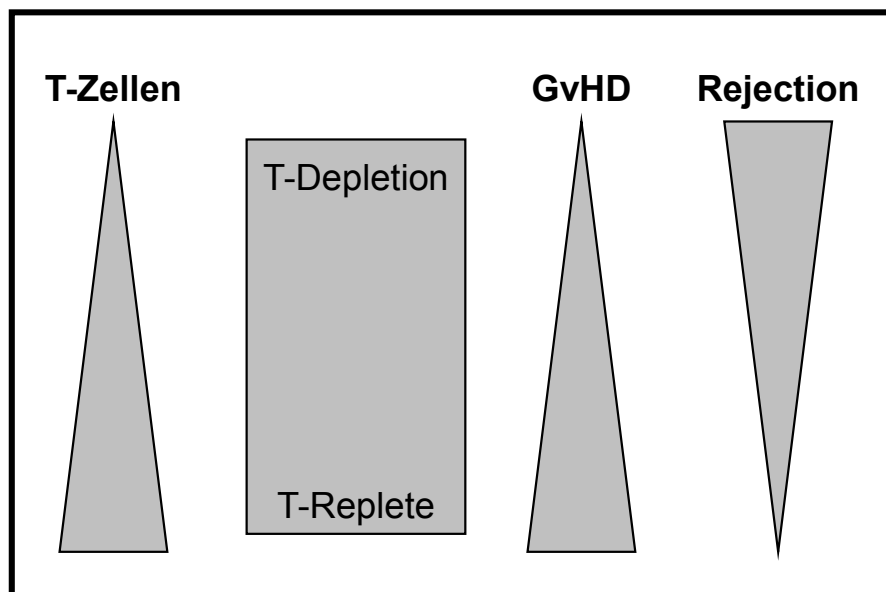 T-Zellen
GvHD
Rejection
T-Depletion
T-Replete